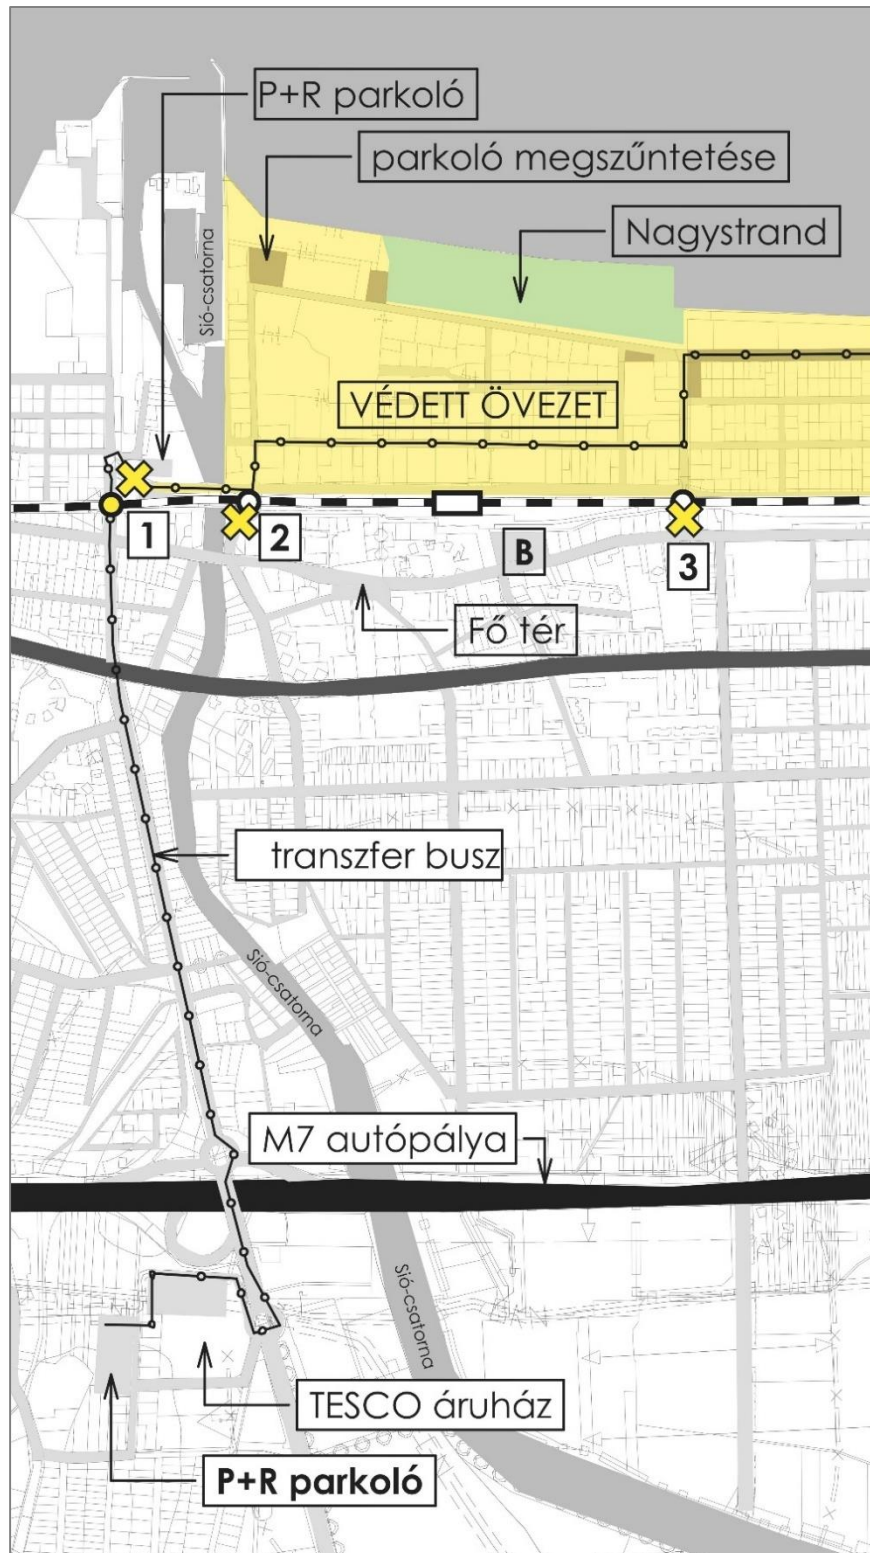 P+R parkoló
parkoló megszűntetése
Nagystrand
Sió-csatorna
VÉDETT ÖVEZET
1
2
B
3
Fő tér
transzfer busz
Sió-csatorna
M7 autópálya
Sió-csatorna
TESCO áruház
P+R parkoló